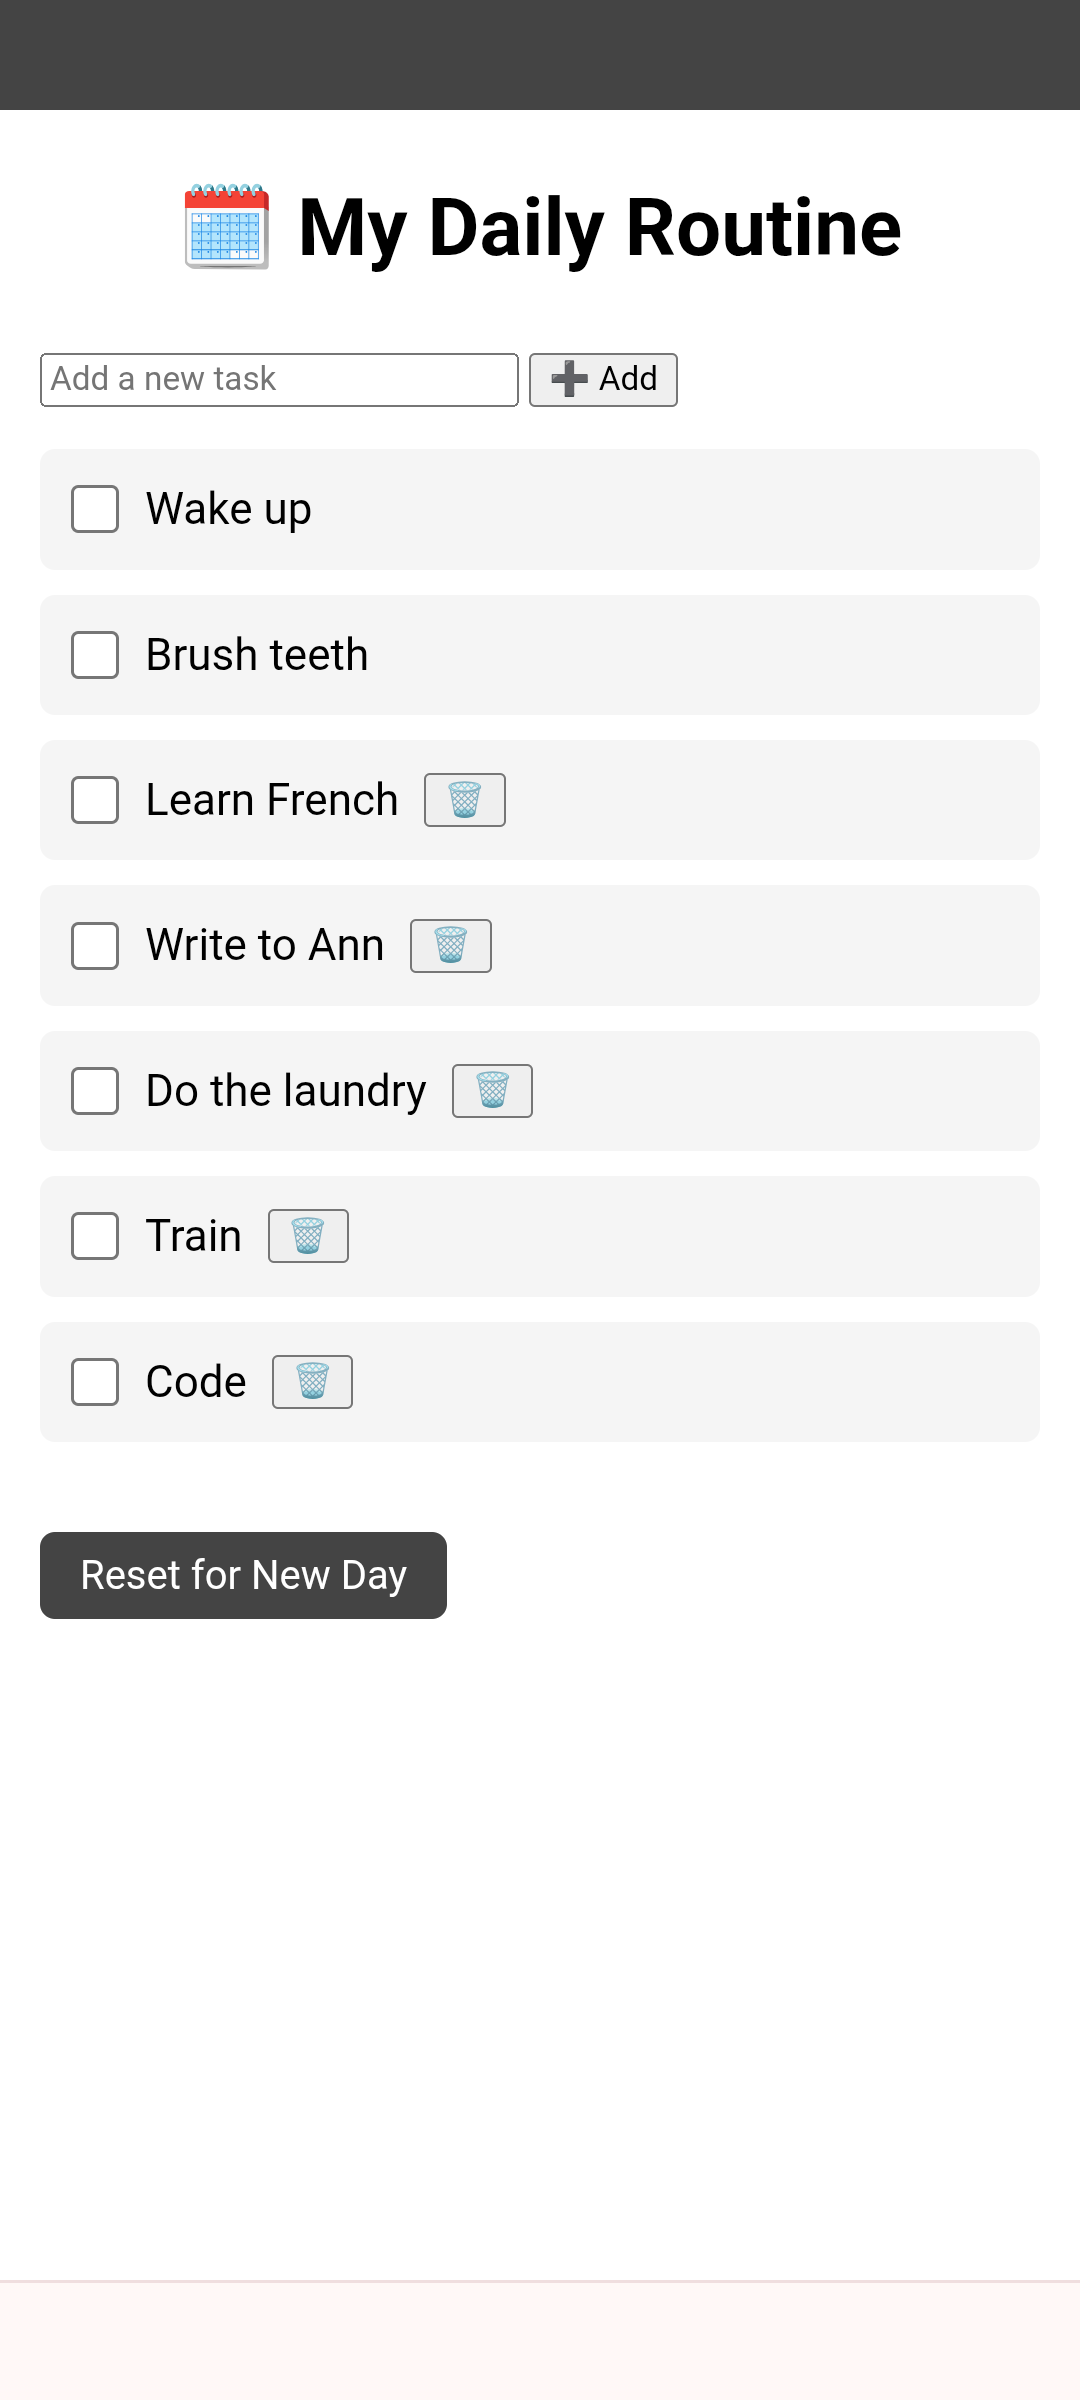 My Daily Routine
Add a new task
➕ Add
Wake up
Brush teeth
Learn French
Write to Ann
Do the laundry
Train
Code
Reset for New Day